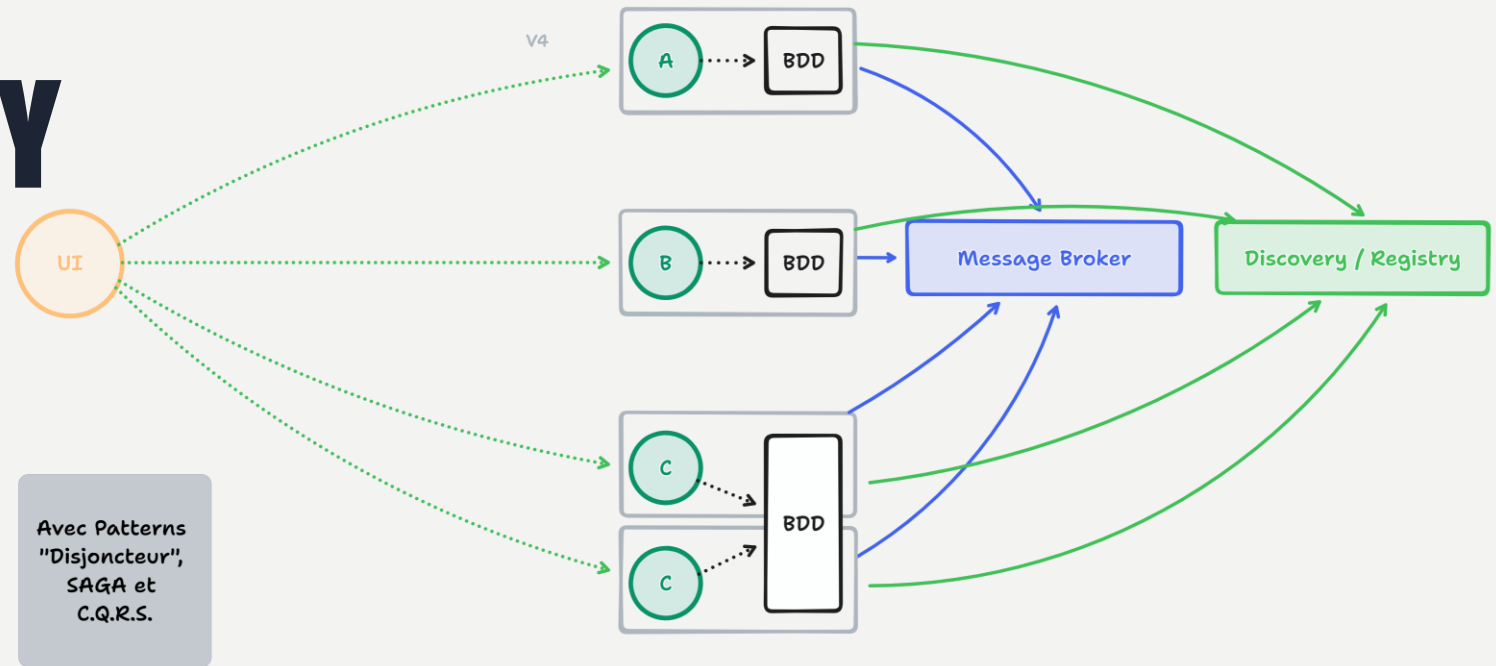 V4
Y
A
BDD
UI
B
BDD
Message Broker
Discovery / Registry
C
BDD
C
Avec Patterns
"Disjoncteur",
SAGA et
C.Q.R.S.